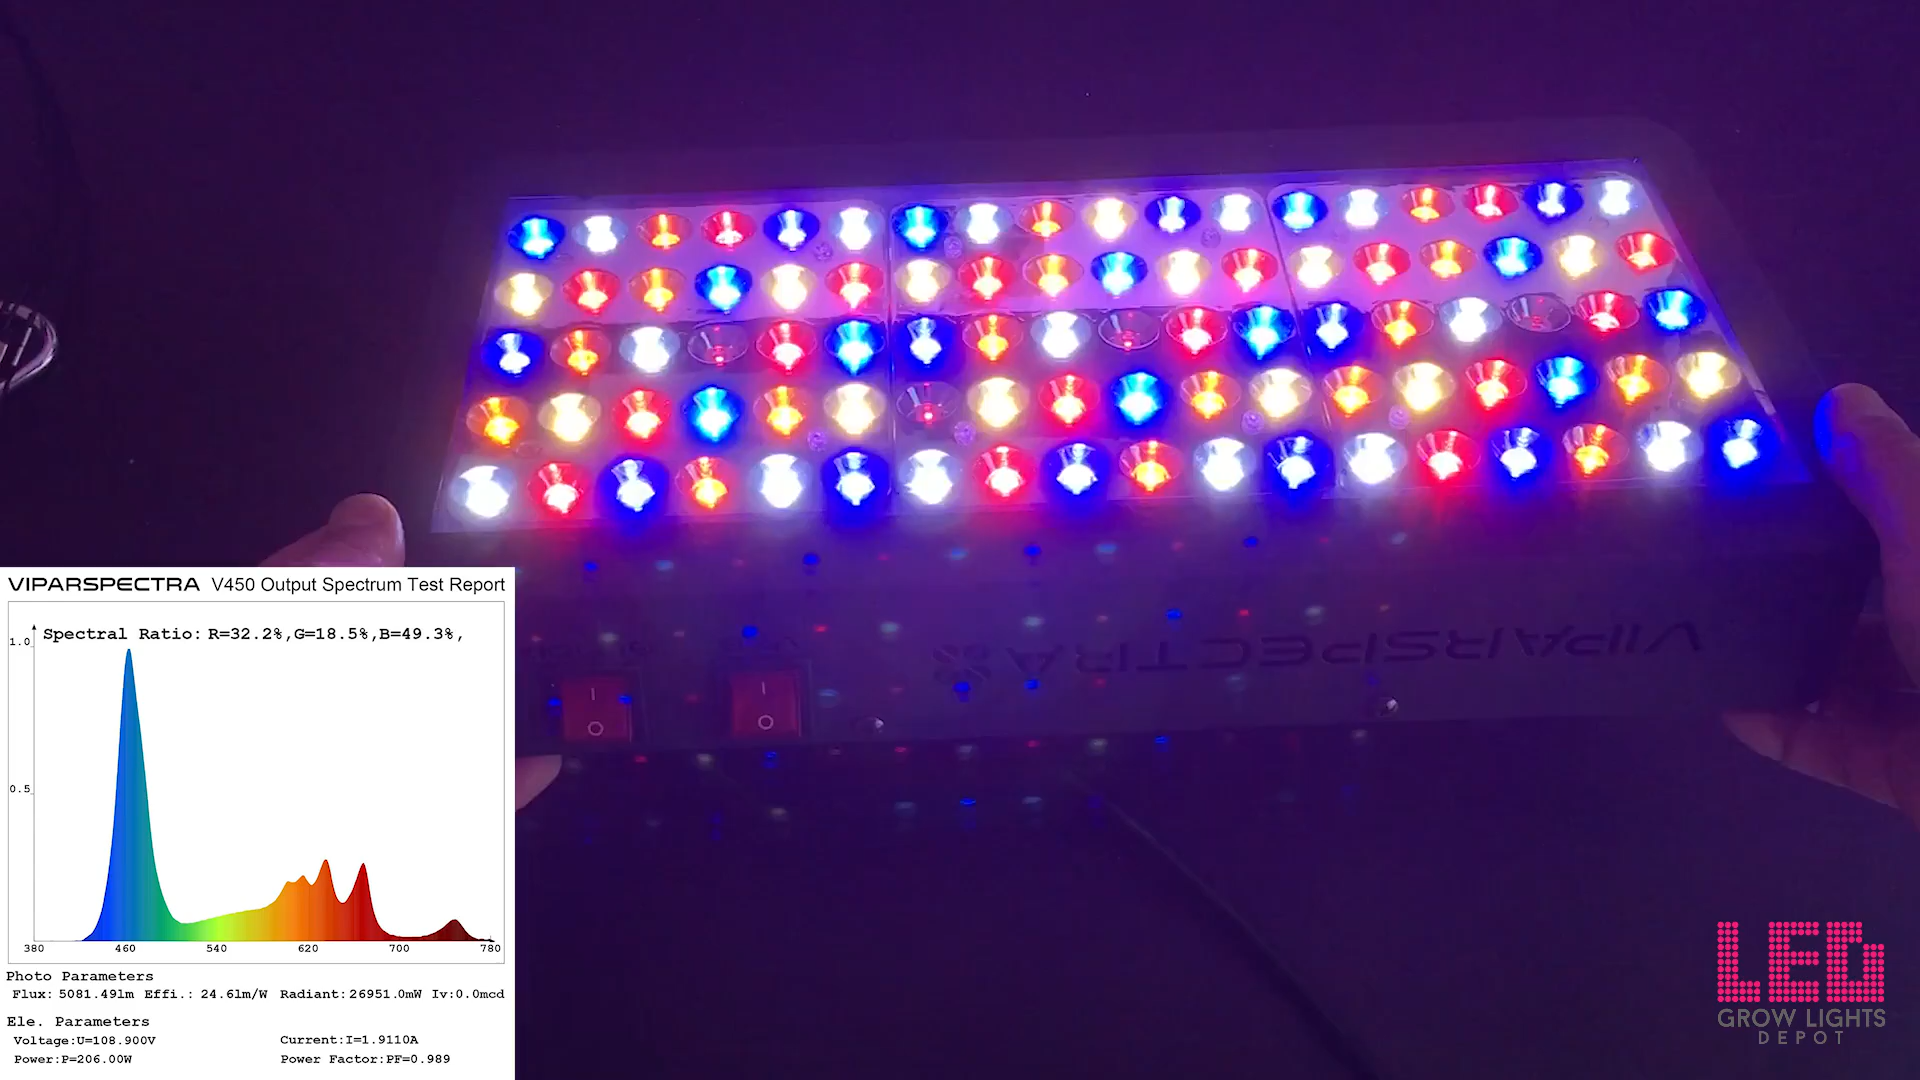 VIPARSPECTRA V450 Output Spectrum Test Report
Spectral Ratio: R=32.2%,G=18.5%,B=49.3%,
1.0
0.5
380 460 540 620 700 780
Photo Parameters
Flux: 5081.49lm Effi.: 24.6lm/W Radiant:26951.0mW Iv:0.0mcd
Ele. Parameters
Voltage:U=108.900V Current:I=1.9110A
Power:P=206.00W Power Factor:PF=0.989
VIPARSPECTRA
I O
I O
LED
GROW LIGHTS
DEPOT